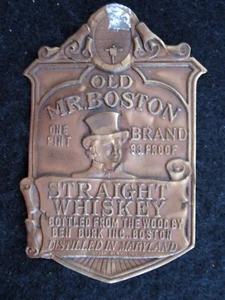 OLD
MR. BOSTON
ONE PINT
BRAND
93 PROOF
STRAIGHT
WHISKEY
BOTTLED FROM THE WOOD BY
BEN BURK INC. BOSTON
DISTILLED IN MARYLAND